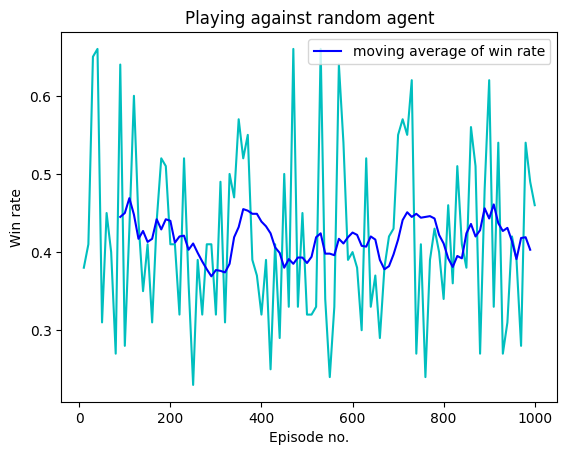 Playing against random agent
moving average of win rate
Win rate
0.6
0.5
0.4
0.3
0
200
400
600
800
1000
Episode no.